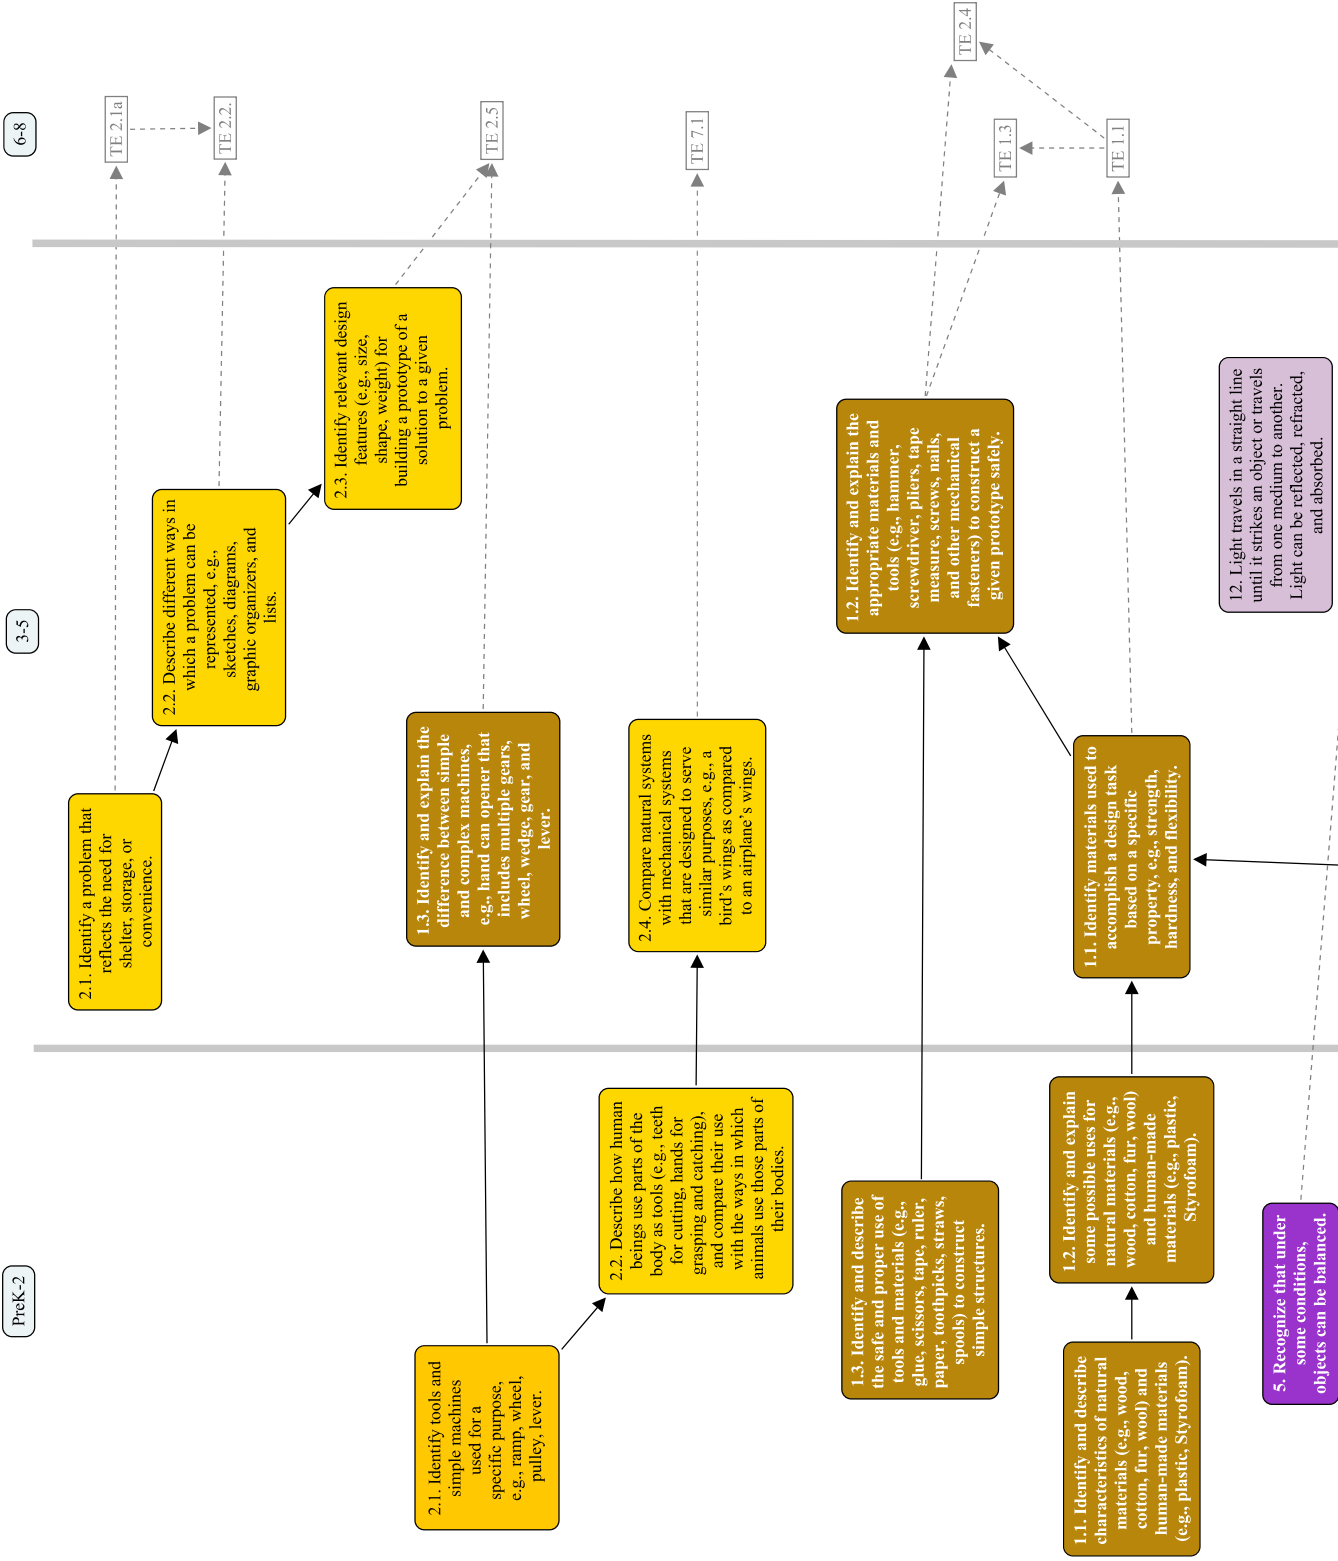 PreK-2
3-5
6-8
2.1. Identify a problem that
reflects the need for
shelter, storage, or
convenience.
2.2. Describe different ways in
which a problem can be
represented, e.g.,
sketches, diagrams,
graphic organizers, and
lists.
2.3. Identify relevant design
features (e.g., size,
shape, weight) for
building a prototype of a
solution to a given
problem.
TE 2.1a
TE 2.2.
2.1. Identify tools and
simple machines
used for a
specific purpose,
e.g., ramp, wheel,
pulley, lever.
1.3. Identify and explain the
difference between simple
and complex machines,
e.g., hand can opener that
includes multiple gears,
wheel, wedge, gear, and
lever.
TE 2.5
2.2. Describe how human
beings use parts of the
body as tools (e.g., teeth
for cutting, hands for
grasping and catching),
and compare their use
with the ways in which
animals use those parts of
their bodies.
2.4. Compare natural systems
with mechanical systems
that are designed to serve
similar purposes, e.g., a
bird's wings as compared
to an airplane's wings.
TE 7.1
1.3. Identify and describe
the safe and proper use of
tools and materials (e.g.,
glue, scissors, tape, ruler,
paper, toothpicks, straws,
spools) to construct
simple structures.
1.2. Identify and explain the
appropriate materials and
tools (e.g., hammer,
screwdriver, pliers, tape
measure, screws, nails,
and other mechanical
fasteners) to construct a
given prototype safely.
TE 2.4
TE 1.3
TE 1.1
1.1. Identify and describe
characteristics of natural
materials (e.g., wood,
cotton, fur, wool) and
human-made materials
(e.g., plastic, Styrofoam).
1.2. Identify and explain
some possible uses for
natural materials (e.g.,
wood, cotton, fur, wool)
and human-made
materials (e.g., plastic,
Styrofoam).
1.1. Identify materials used to
accomplish a design task
based on a specific
property, e.g., strength,
hardness, and flexibility.
12. Light travels in a straight line
until it strikes an object or travels
from one medium to another.
Light can be reflected, refracted,
and absorbed.
5. Recognize that under
some conditions,
objects can be balanced.